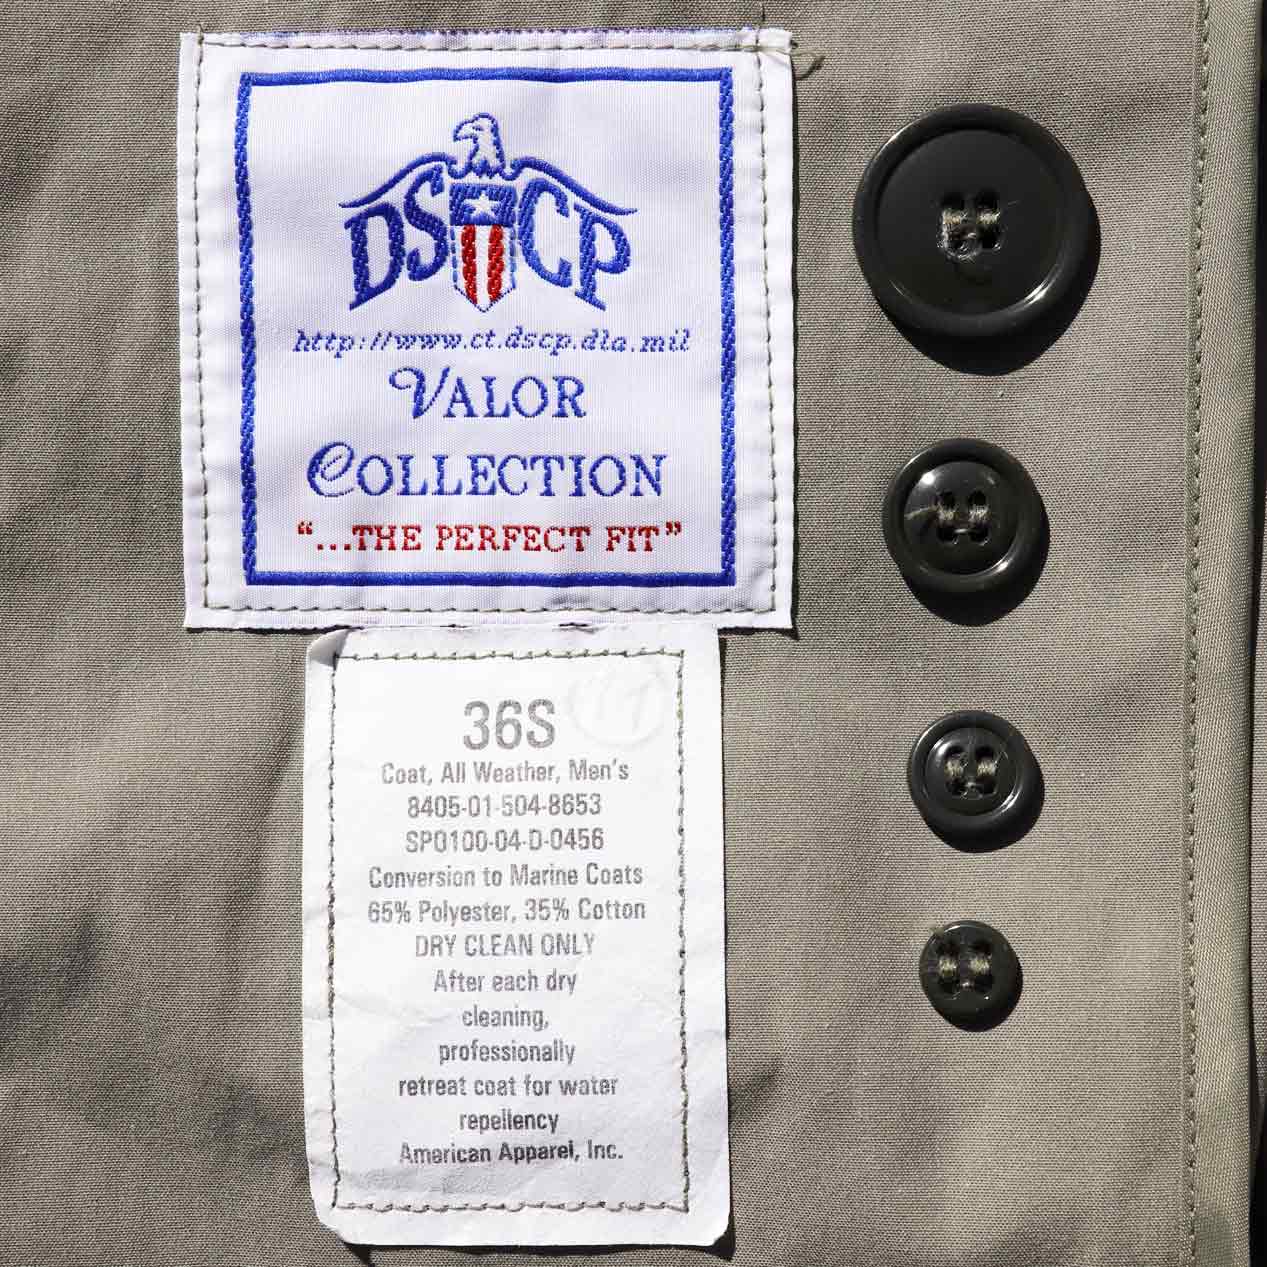 DSCP
http://www.ct.dscp.dla.mil
VALOR
COLLECTION
"...THE PERFECT FIT"
36S
Coat, All Weather, Men's
8405-01-504-8653
SP0100-04-D-0456
Conversion to Marine Coats
65% Polyester, 35% Cotton
DRY CLEAN ONLY
After each dry
cleaning,
professionally
retreat coat for water
repellency
American Apparel, Inc.